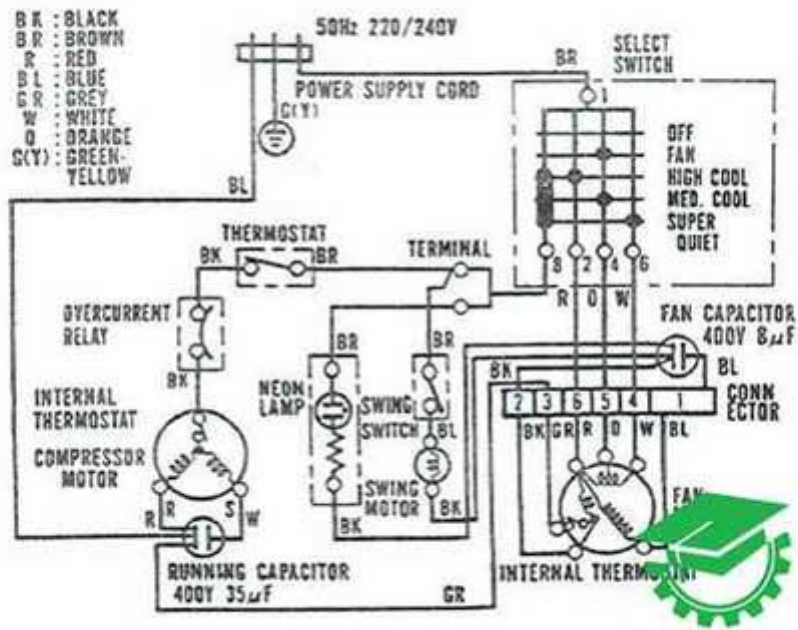 BK : BLACK
BR : BROWN
R : RED
BL : BLUE
GR : GREY
W : WHITE
O : ORANGE
G(Y) : GREEN-
YELLOW
50Hz 220/240V
POWER SUPPLY CORD
G(Y)
BL
BR
SELECT
SWITCH
1
OFF
FAN
HIGH COOL
MED. COOL
SUPER
QUIET
8 2 4 6
R O W
THERMOSTAT
BK
BR
TERMINAL
OVERCURRENT
RELAY
BK
INTERNAL
THERMOSTAT
COMPRESSOR
MOTOR
R
R
S
W
RUNNING CAPACITOR
400V 35μF
GR
BR
NEON
LAMP
BK
BR
SWING
SWITCH
BL
SWING
MOTOR
BK
FAN CAPACITOR
400V 8μF
BK
BL
2 3 6 5 4 1
CONN
ECTOR
BK GR R O W BL
FAN
INTERNAL